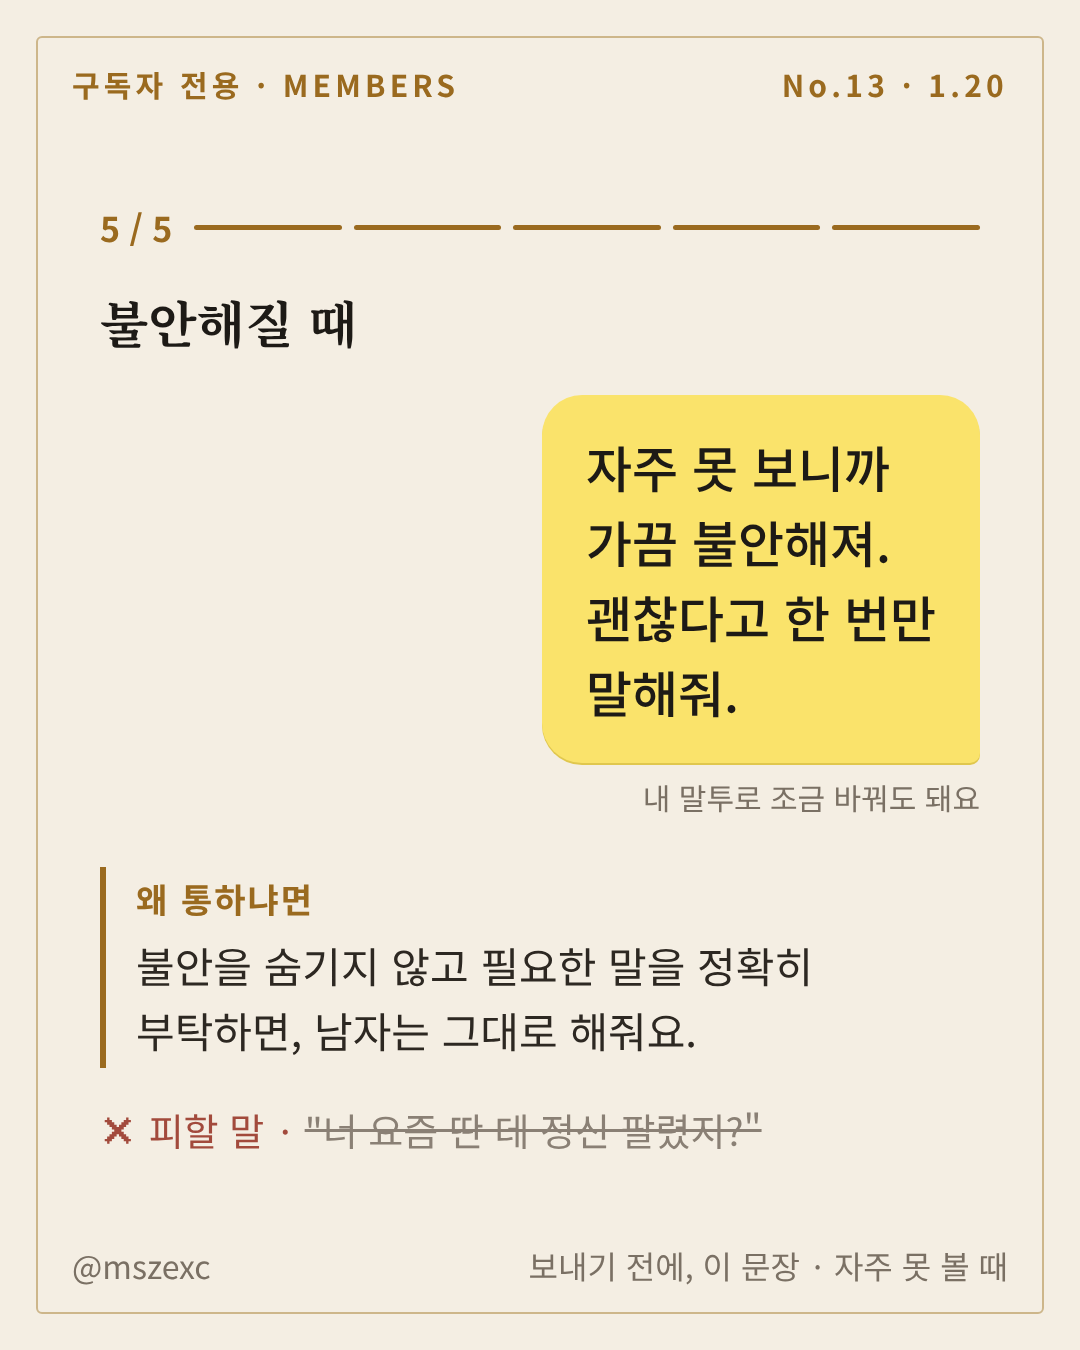 구독자 전용 · MEMBERS
No.13 · 1.20
5 / 5
불안해질 때
자주 못 보니까
가끔 불안해져.
괜찮다고 한 번만
말해줘.
내 말투로 조금 바꿔도 돼요
왜 통하냐면
불안을 숨기지 않고 필요한 말을 정확히
부탁하면, 남자는 그대로 해줘요.
✕ 피할 말 · "너 요즘 딴 데 정신 팔렸지?"
@mszexc
보내기 전에, 이 문장 · 자주 못 볼 때